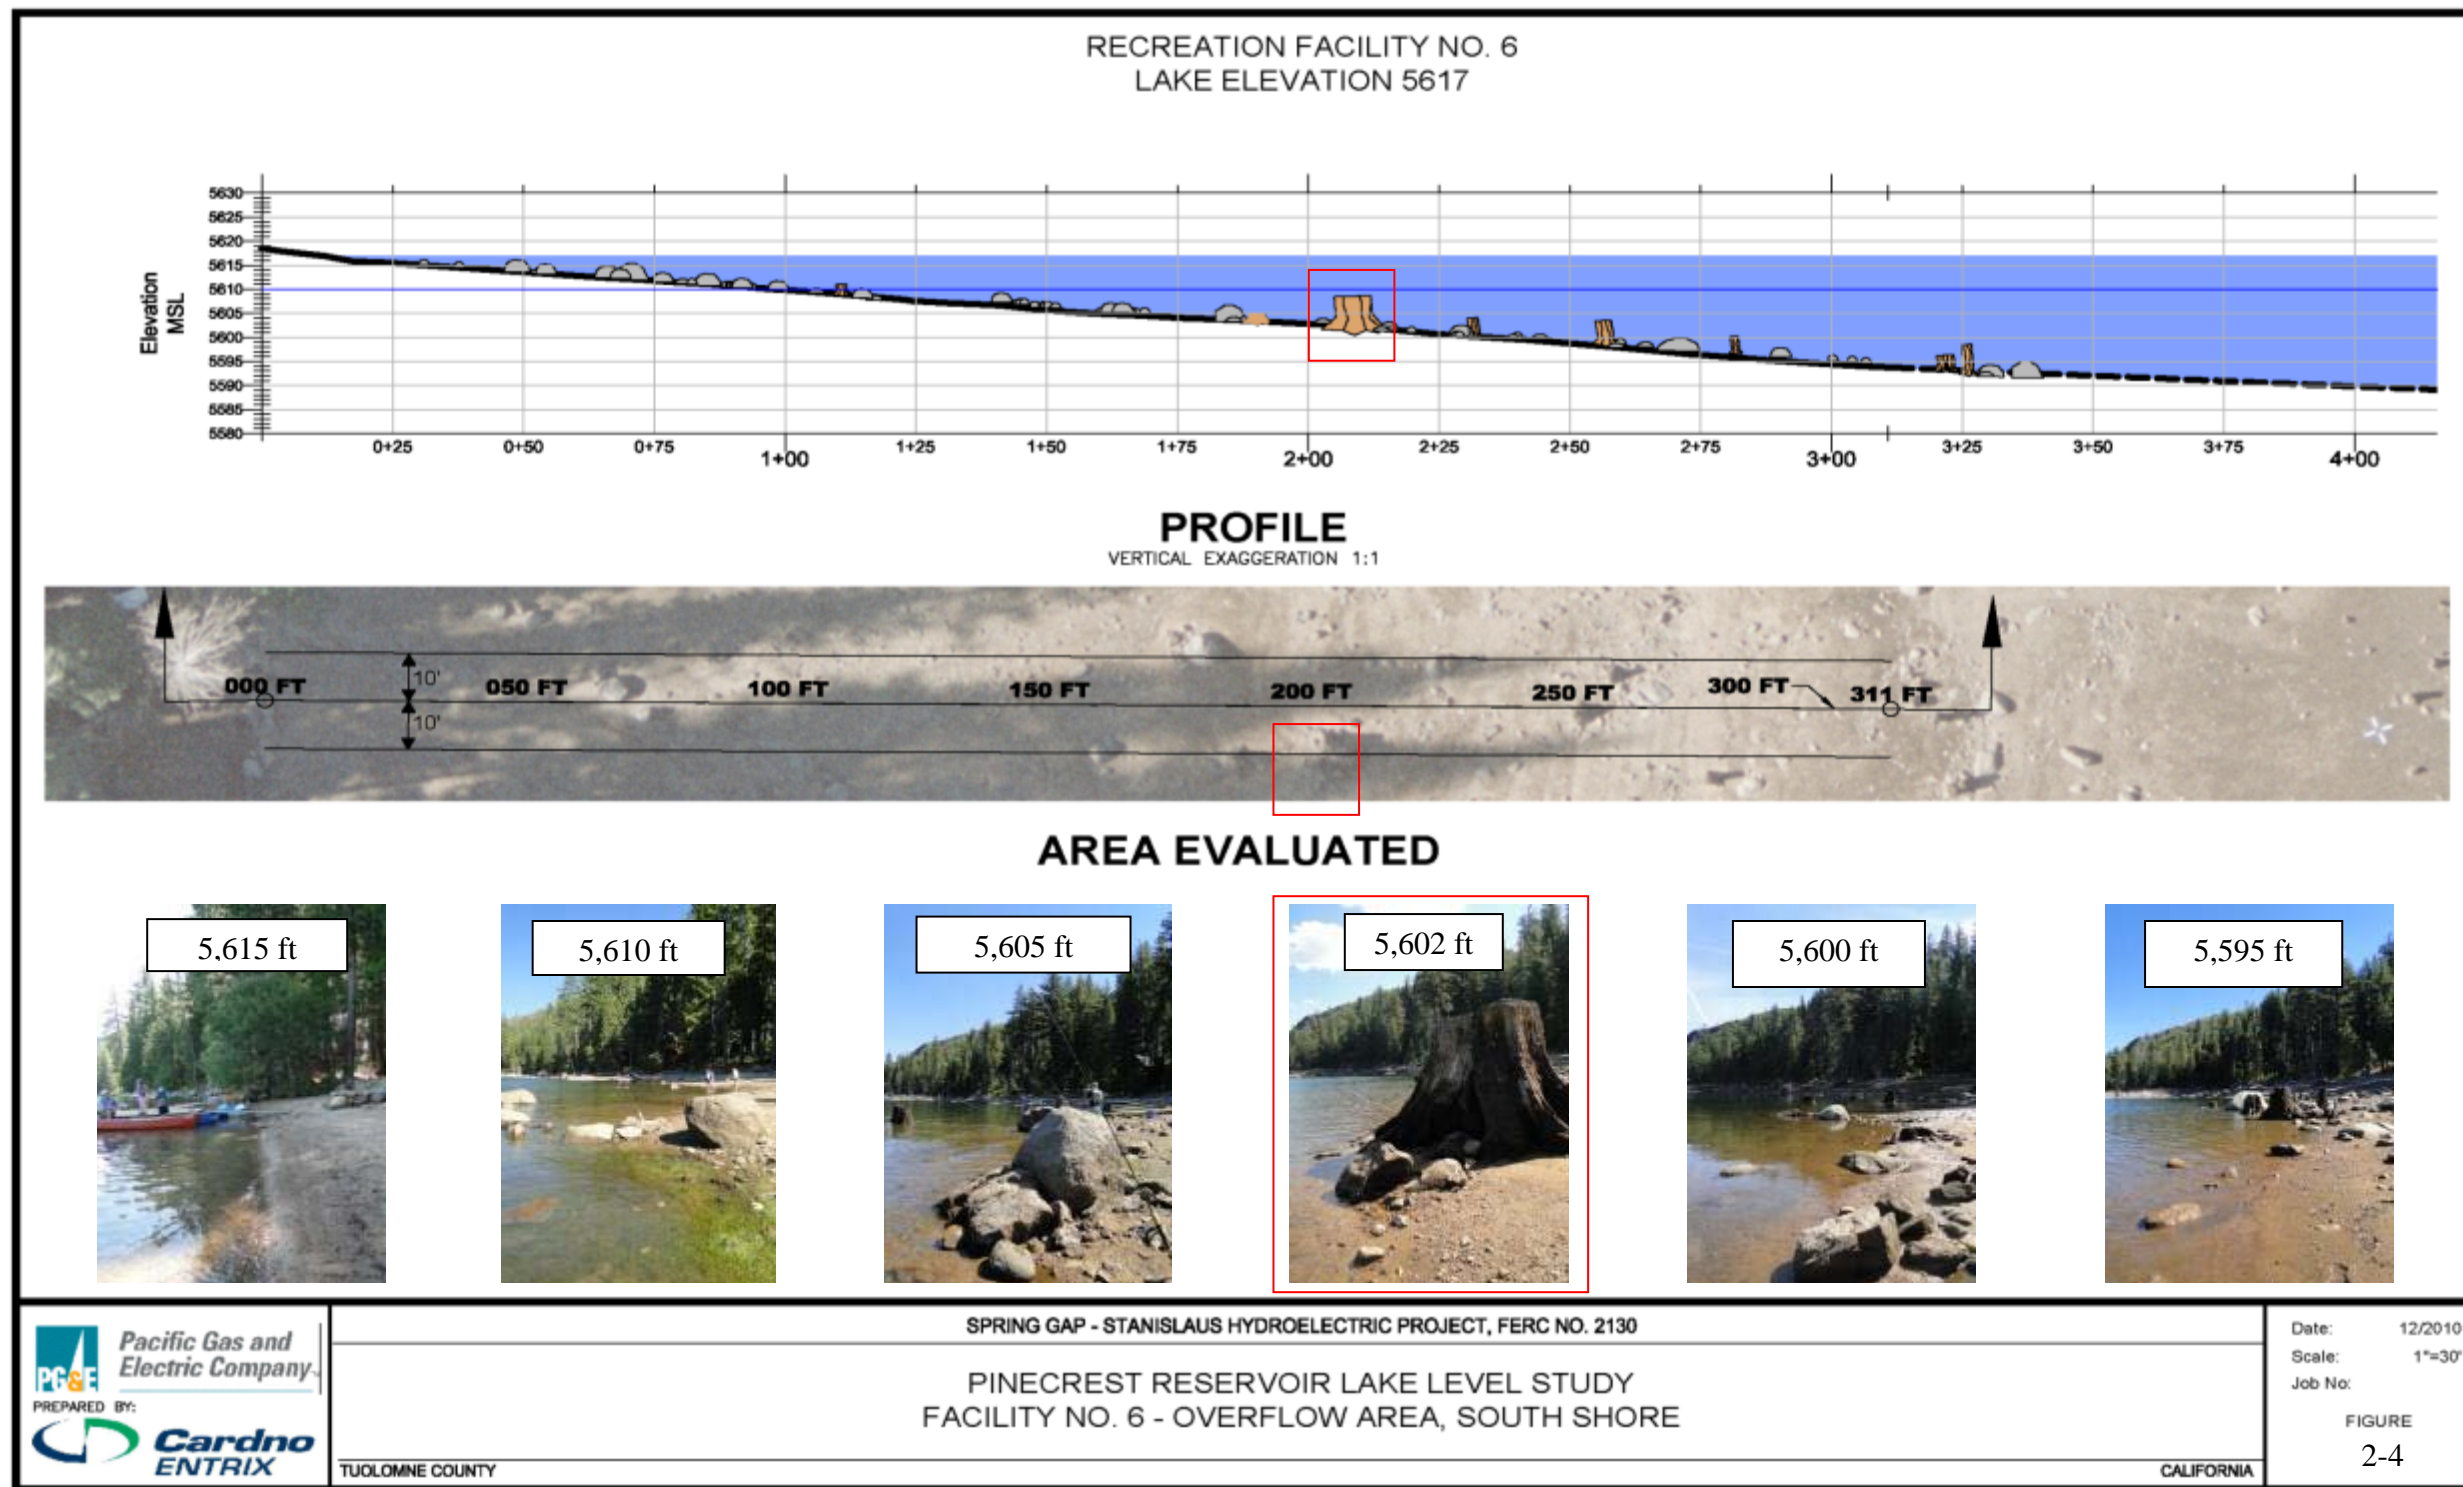 RECREATION FACILITY NO. 6
LAKE ELEVATION 5617
Elevation
MSL
5630
5625
5620
5615
5610
5605
5600
5595
5590
5585
5580
0+25
0+50
0+75
1+00
1+25
1+50
1+75
2+00
2+25
2+50
2+75
3+00
3+25
3+50
3+75
4+00
PROFILE
VERTICAL EXAGGERATION 1:1
10'
10'
000 FT
050 FT
100 FT
150 FT
200 FT
250 FT
300 FT
311 FT
AREA EVALUATED
5,615 ft
5,610 ft
5,605 ft
5,602 ft
5,600 ft
5,595 ft
PG&E
Pacific Gas and
Electric Company
PREPARED BY:
Cardno
ENTRIX
SPRING GAP - STANISLAUS HYDROELECTRIC PROJECT, FERC NO. 2130
PINECREST RESERVOIR LAKE LEVEL STUDY
FACILITY NO. 6 - OVERFLOW AREA, SOUTH SHORE
TUOLOMNE COUNTY
CALIFORNIA
Date: 12/2010
Scale: 1"=30'
Job No:
FIGURE
2-4